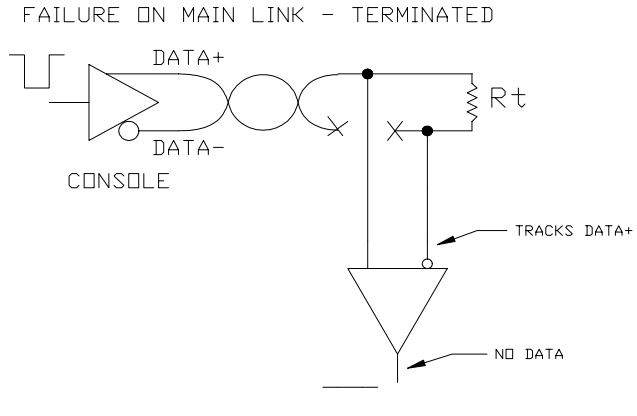 FAILURE ON MAIN LINK - TERMINATED
DATA+
Rt
DATA-
CONSOLE
TRACKS DATA+
NO DATA